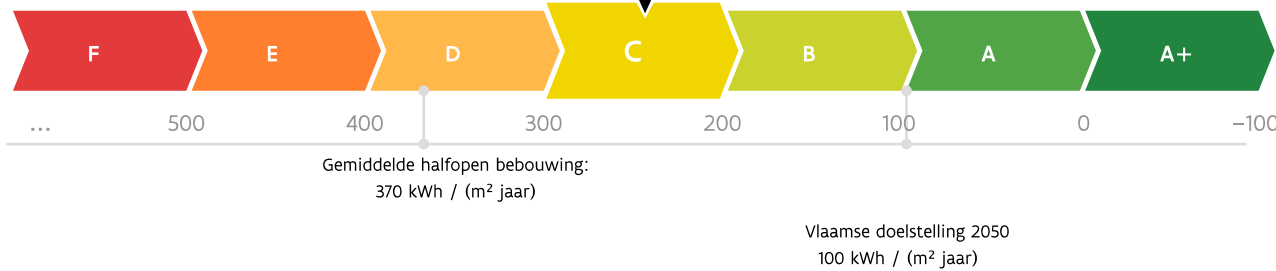 F E D C B A A+
... 500 400 300 200 100 0 −100
Gemiddelde halfopen bebouwing:
370 kWh / (m² jaar)
Vlaamse doelstelling 2050
100 kWh / (m² jaar)